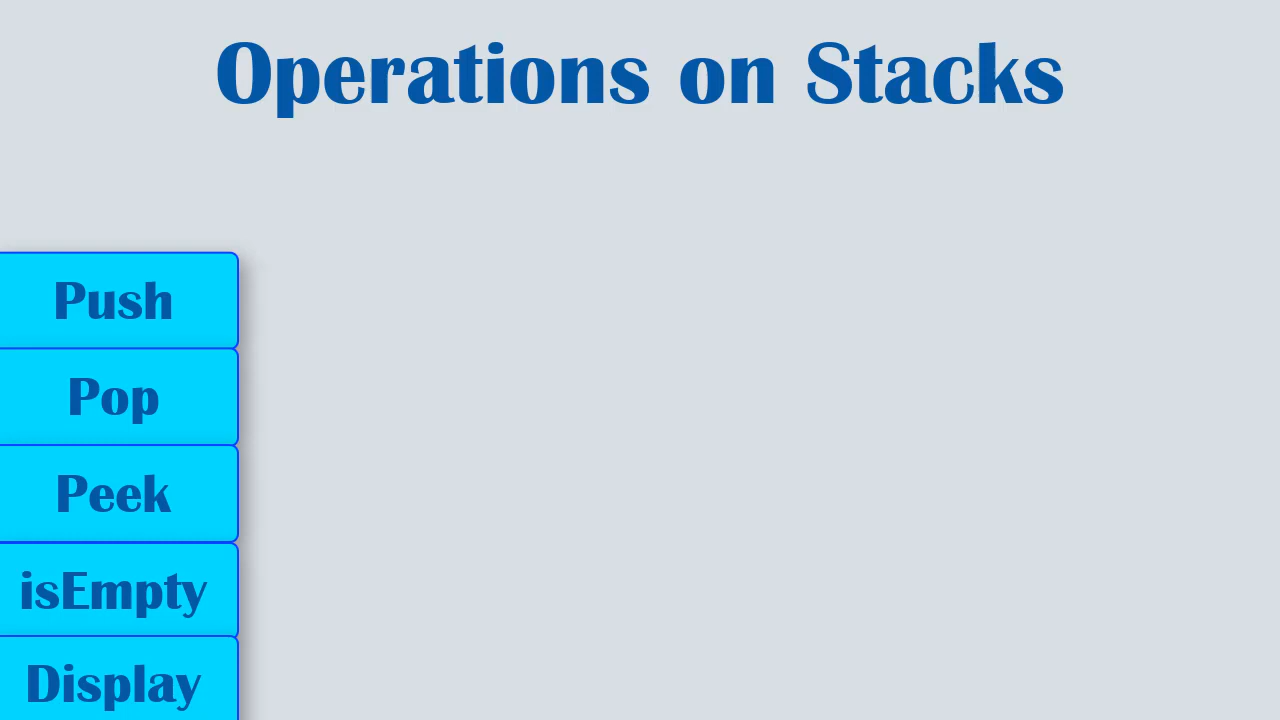 Operations on Stacks
Push
Pop
Peek
isEmpty
Display